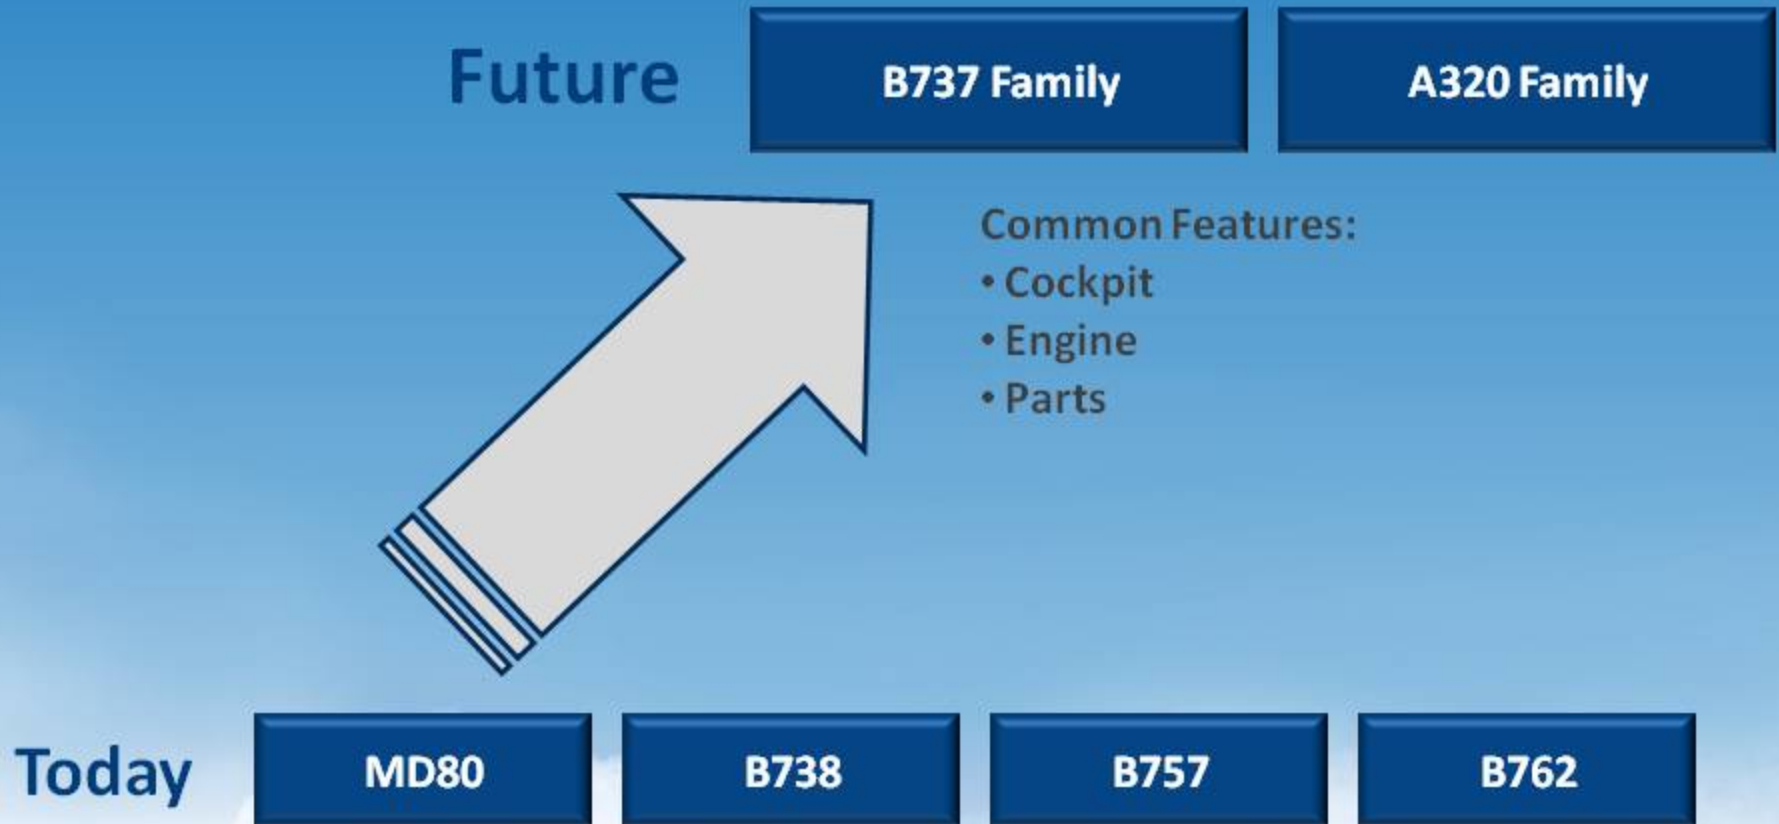 Future
B737 Family
A320 Family
Common Features:
• Cockpit
• Engine
• Parts
Today
MD80
B738
B757
B762